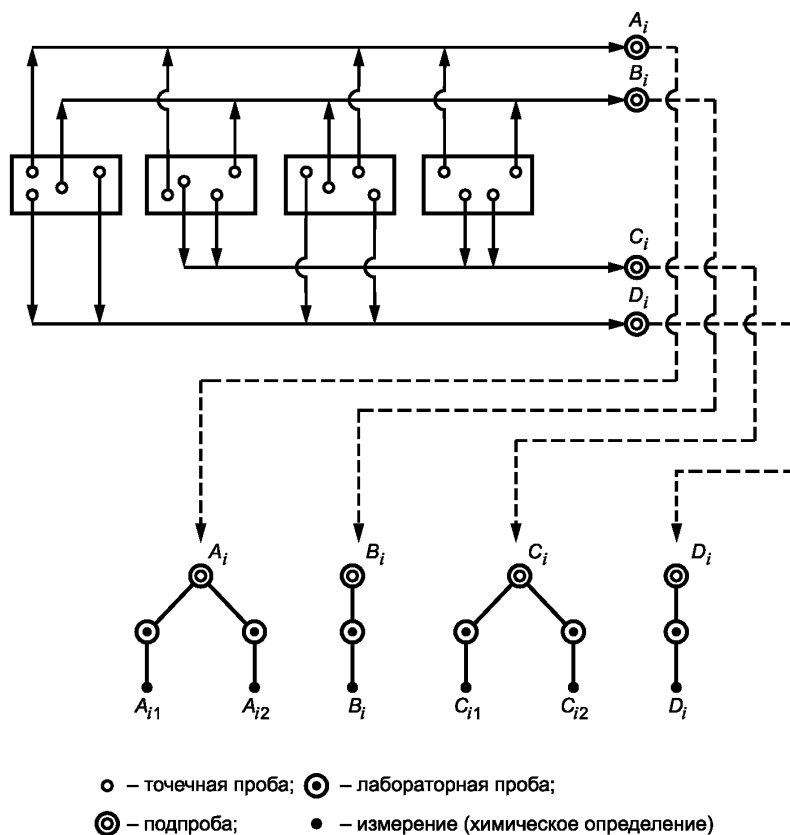 A_i
B_i
C_i
D_i
A_i B_i C_i D_i
A_i1 A_i2 B_i C_i1 C_i2 D_i
– точечная проба; – лабораторная проба;
– подпроба; – измерение (химическое определение)